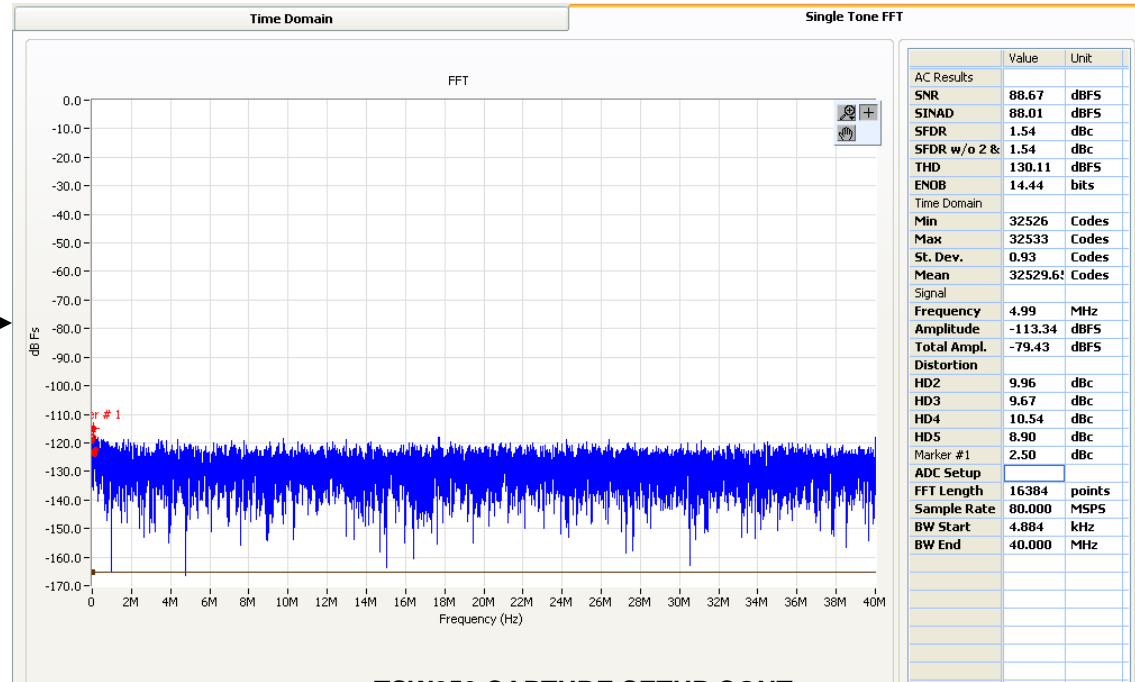 Time Domain
Single Tone FFT
FFT
0.0
-10.0
-20.0
-30.0
-40.0
-50.0
-60.0
-70.0
-80.0
-90.0
-100.0
-110.0
-120.0
-130.0
-140.0
-150.0
-160.0
-170.0
dB Fs
# 1
0 2M 4M 6M 8M 10M 12M 14M 16M 18M 20M 22M 24M 26M 28M 30M 32M 34M 36M 38M 40M
Frequency (Hz)
Value Unit
AC Results
SNR 88.67 dBFS
SINAD 88.01 dBFS
SFDR 1.54 dBc
SFDR w/o 2 & 1.54 dBc
THD 130.11 dBFS
ENOB 14.44 bits
Time Domain
Min 32526 Codes
Max 32533 Codes
St. Dev. 0.93 Codes
Mean 32529.6 Codes
Signal
Frequency 4.99 MHz
Amplitude -113.34 dBFS
Total Ampl. -79.43 dBFS
Distortion
HD2 9.96 dBc
HD3 9.67 dBc
HD4 10.54 dBc
HD5 8.90 dBc
Marker #1 2.50 dBc
ADC Setup
FFT Length 16384 points
Sample Rate 80.000 MSPS
BW Start 4.884 kHz
BW End 40.000 MHz